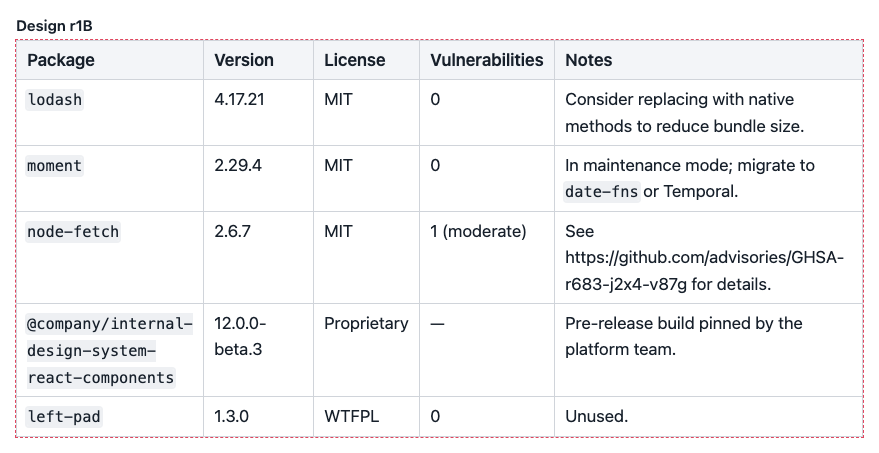 Design r1B
Package Version License Vulnerabilities Notes
lodash 4.17.21 MIT 0 Consider replacing with native
methods to reduce bundle size.
moment 2.29.4 MIT 0 In maintenance mode; migrate to
date-fns or Temporal.
node-fetch 2.6.7 MIT 1 (moderate) See
https://github.com/advisories/GHSA-
r683-j2x4-v87g for details.
@company/internal- 12.0.0- Proprietary — Pre-release build pinned by the
design-system- beta.3 platform team.
react-components
left-pad 1.3.0 WTFPL 0 Unused.